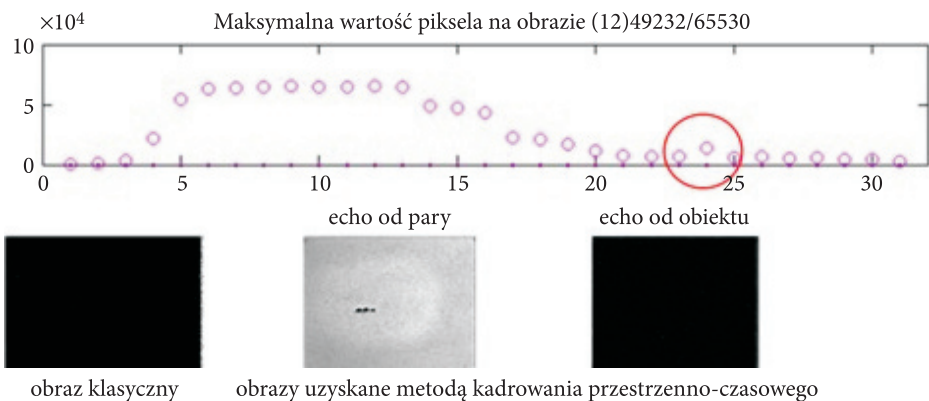 ×10⁴
Maksymalna wartość piksela na obrazie (12)49232/65530
10
5
0
0 5 10 15 20 25 30
echo od pary
echo od obiektu
obraz klasyczny
obrazy uzyskane metodą kadrowania przestrzenno-czasowego